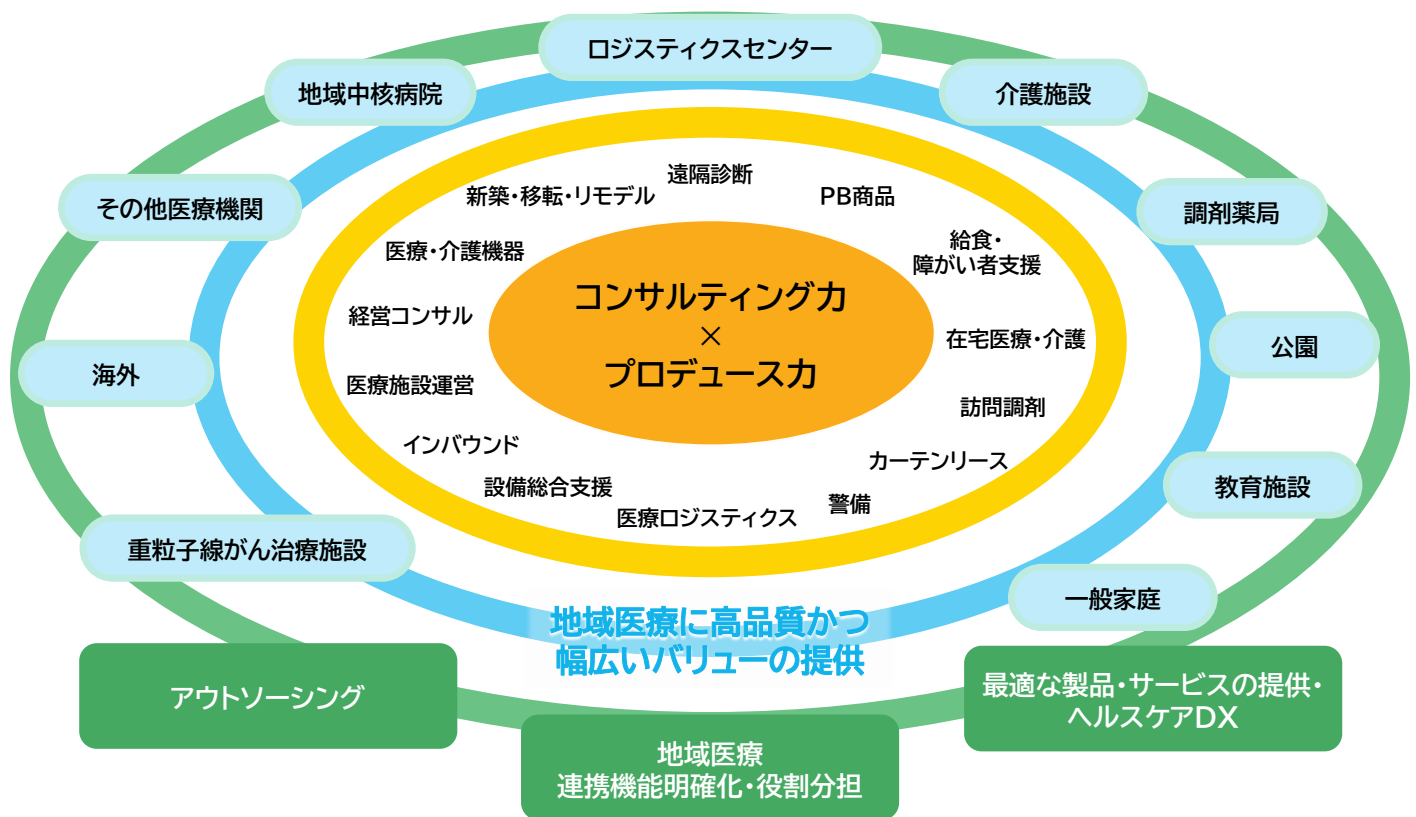 ロジスティクスセンター
地域中核病院
介護施設
その他医療機関
調剤薬局
海外
公園
教育施設
重粒子線がん治療施設
一般家庭
遠隔診断
新築・移転・リモデル
PB商品
医療・介護機器
給食・
障がい者支援
経営コンサル
在宅医療・介護
医療施設運営
訪問調剤
インバウンド
カーテンリース
設備総合支援
警備
医療ロジスティクス
コンサルティング力
×
プロデュース力
地域医療に高品質かつ
幅広いバリューの提供
アウトソーシング
地域医療
連携機能明確化・役割分担
最適な製品・サービスの提供・
ヘルスケアDX